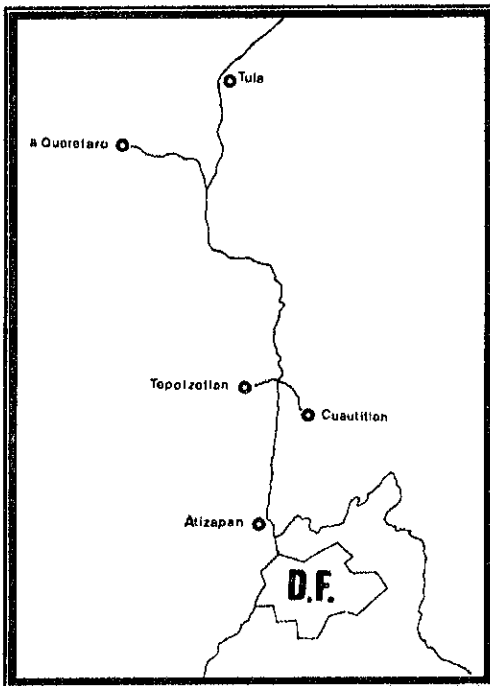 Tula
a Queretaro
Tepotzotlan
Cuautitlan
Atizapan
D.F.